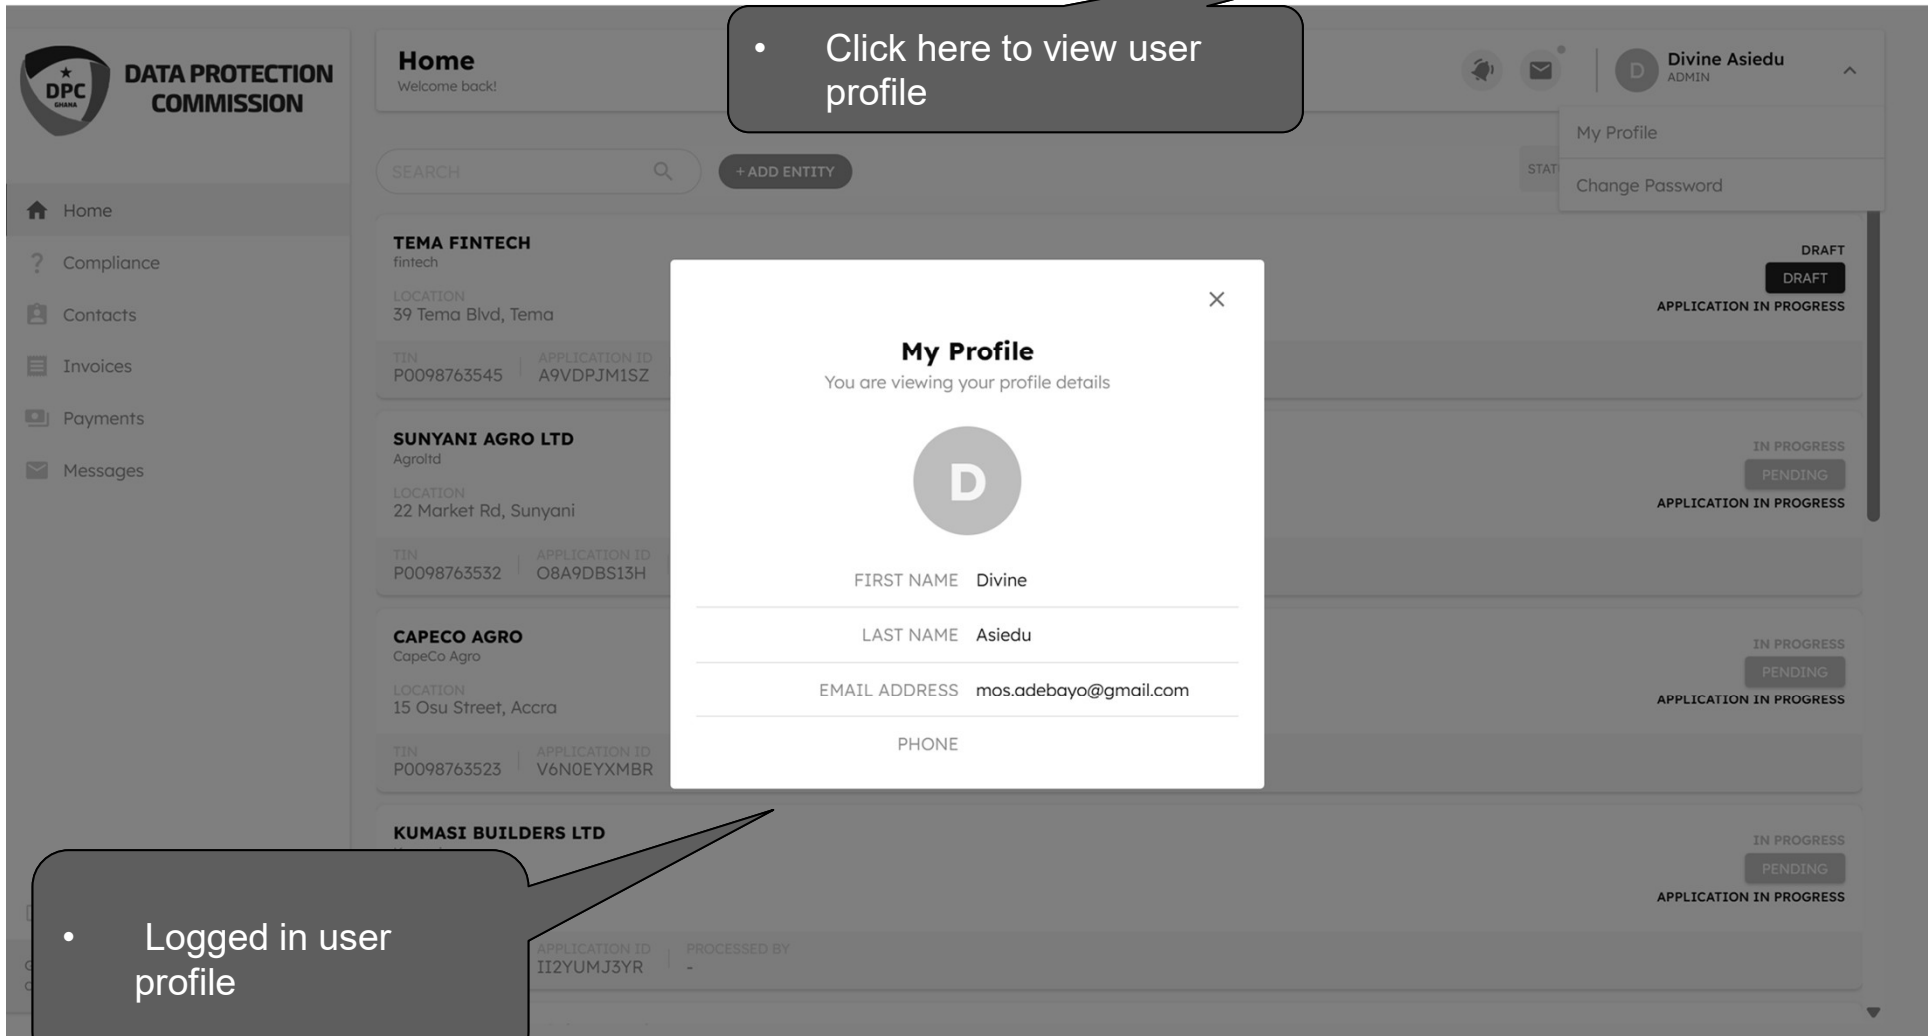 • Click here to view user
profile
DPC
GHANA
DATA PROTECTION
COMMISSION
Home
Welcome back!
D
Divine Asiedu
ADMIN
My Profile
Change Password
SEARCH
+ ADD ENTITY
Home
? Compliance
Contacts
Invoices
Payments
Messages
TEMA FINTECH
fintech
LOCATION
39 Tema Blvd, Tema
TIN
P0098763545
APPLICATION ID
A9VDPJM1SZ
DRAFT
DRAFT
APPLICATION IN PROGRESS
SUNYANI AGRO LTD
Agroltd
LOCATION
22 Market Rd, Sunyani
TIN
P0098763532
APPLICATION ID
O8A9DBS13H
IN PROGRESS
PENDING
APPLICATION IN PROGRESS
CAPECO AGRO
CapeCo Agro
LOCATION
15 Osu Street, Accra
TIN
P0098763523
APPLICATION ID
V6N0EYXMBR
IN PROGRESS
PENDING
APPLICATION IN PROGRESS
KUMASI BUILDERS LTD
APPLICATION ID
II2YUMJ3YR
PROCESSED BY
-
IN PROGRESS
PENDING
APPLICATION IN PROGRESS
My Profile
You are viewing your profile details
D
FIRST NAME Divine
LAST NAME Asiedu
EMAIL ADDRESS mos.adebayo@gmail.com
PHONE
• Logged in user
profile